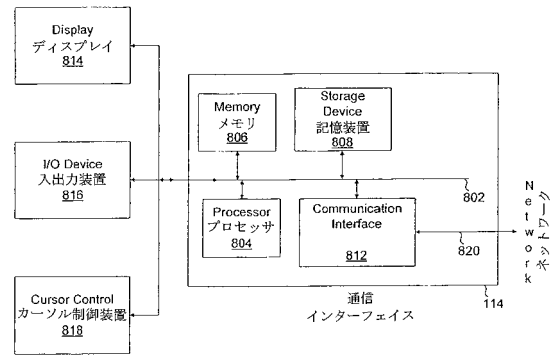 Display
ディスプレイ
814
I/O Device
入出力装置
816
Cursor Control
カーソル制御装置
818
Memory
メモリ
806
Storage
Device
記憶装置
808
802
Processor
プロセッサ
804
Communication
Interface
812
820
通信
インターフェイス
114
Network
ネットワーク